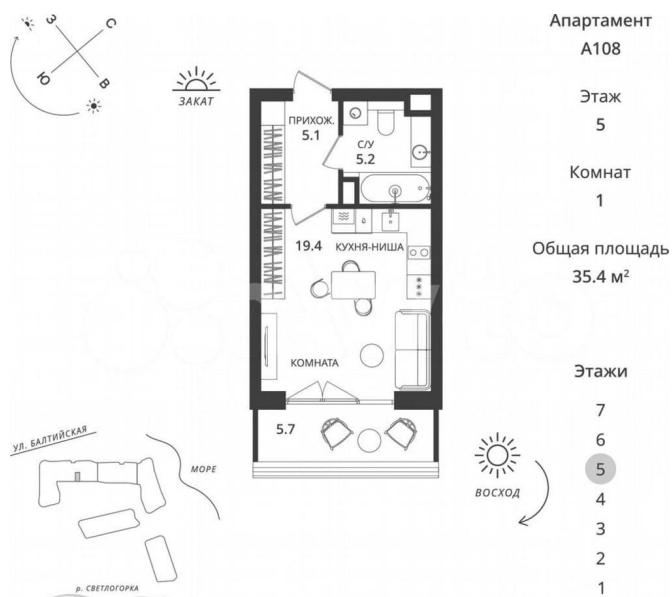 Апартамент
А108
Этаж
5
Комнат
1
Общая площадь
35.4 м²
Этажи
7
6
5
4
3
2
1
З
С
Ю
В
ЗАКАТ
ПРИХОЖ.
5.1
С/У
5.2
19.4
КУХНЯ-НИША
КОМНАТА
5.7
ВОСХОД
УЛ. БАЛТИЙСКАЯ
МОРЕ
р. СВЕТЛОГОРКА